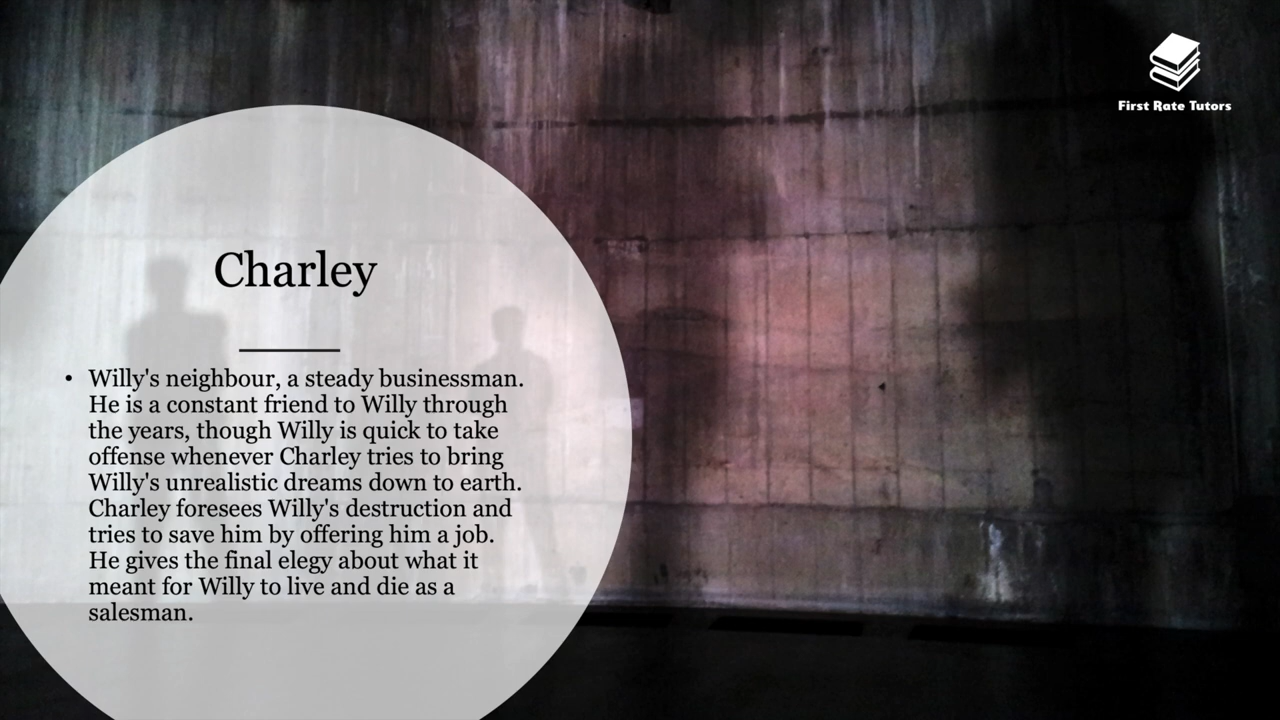 First Rate Tutors
Charley
• Willy's neighbour, a steady businessman.
He is a constant friend to Willy through
the years, though Willy is quick to take
offense whenever Charley tries to bring
Willy's unrealistic dreams down to earth.
Charley foresees Willy's destruction and
tries to save him by offering him a job.
He gives the final elegy about what it
meant for Willy to live and die as a
salesman.